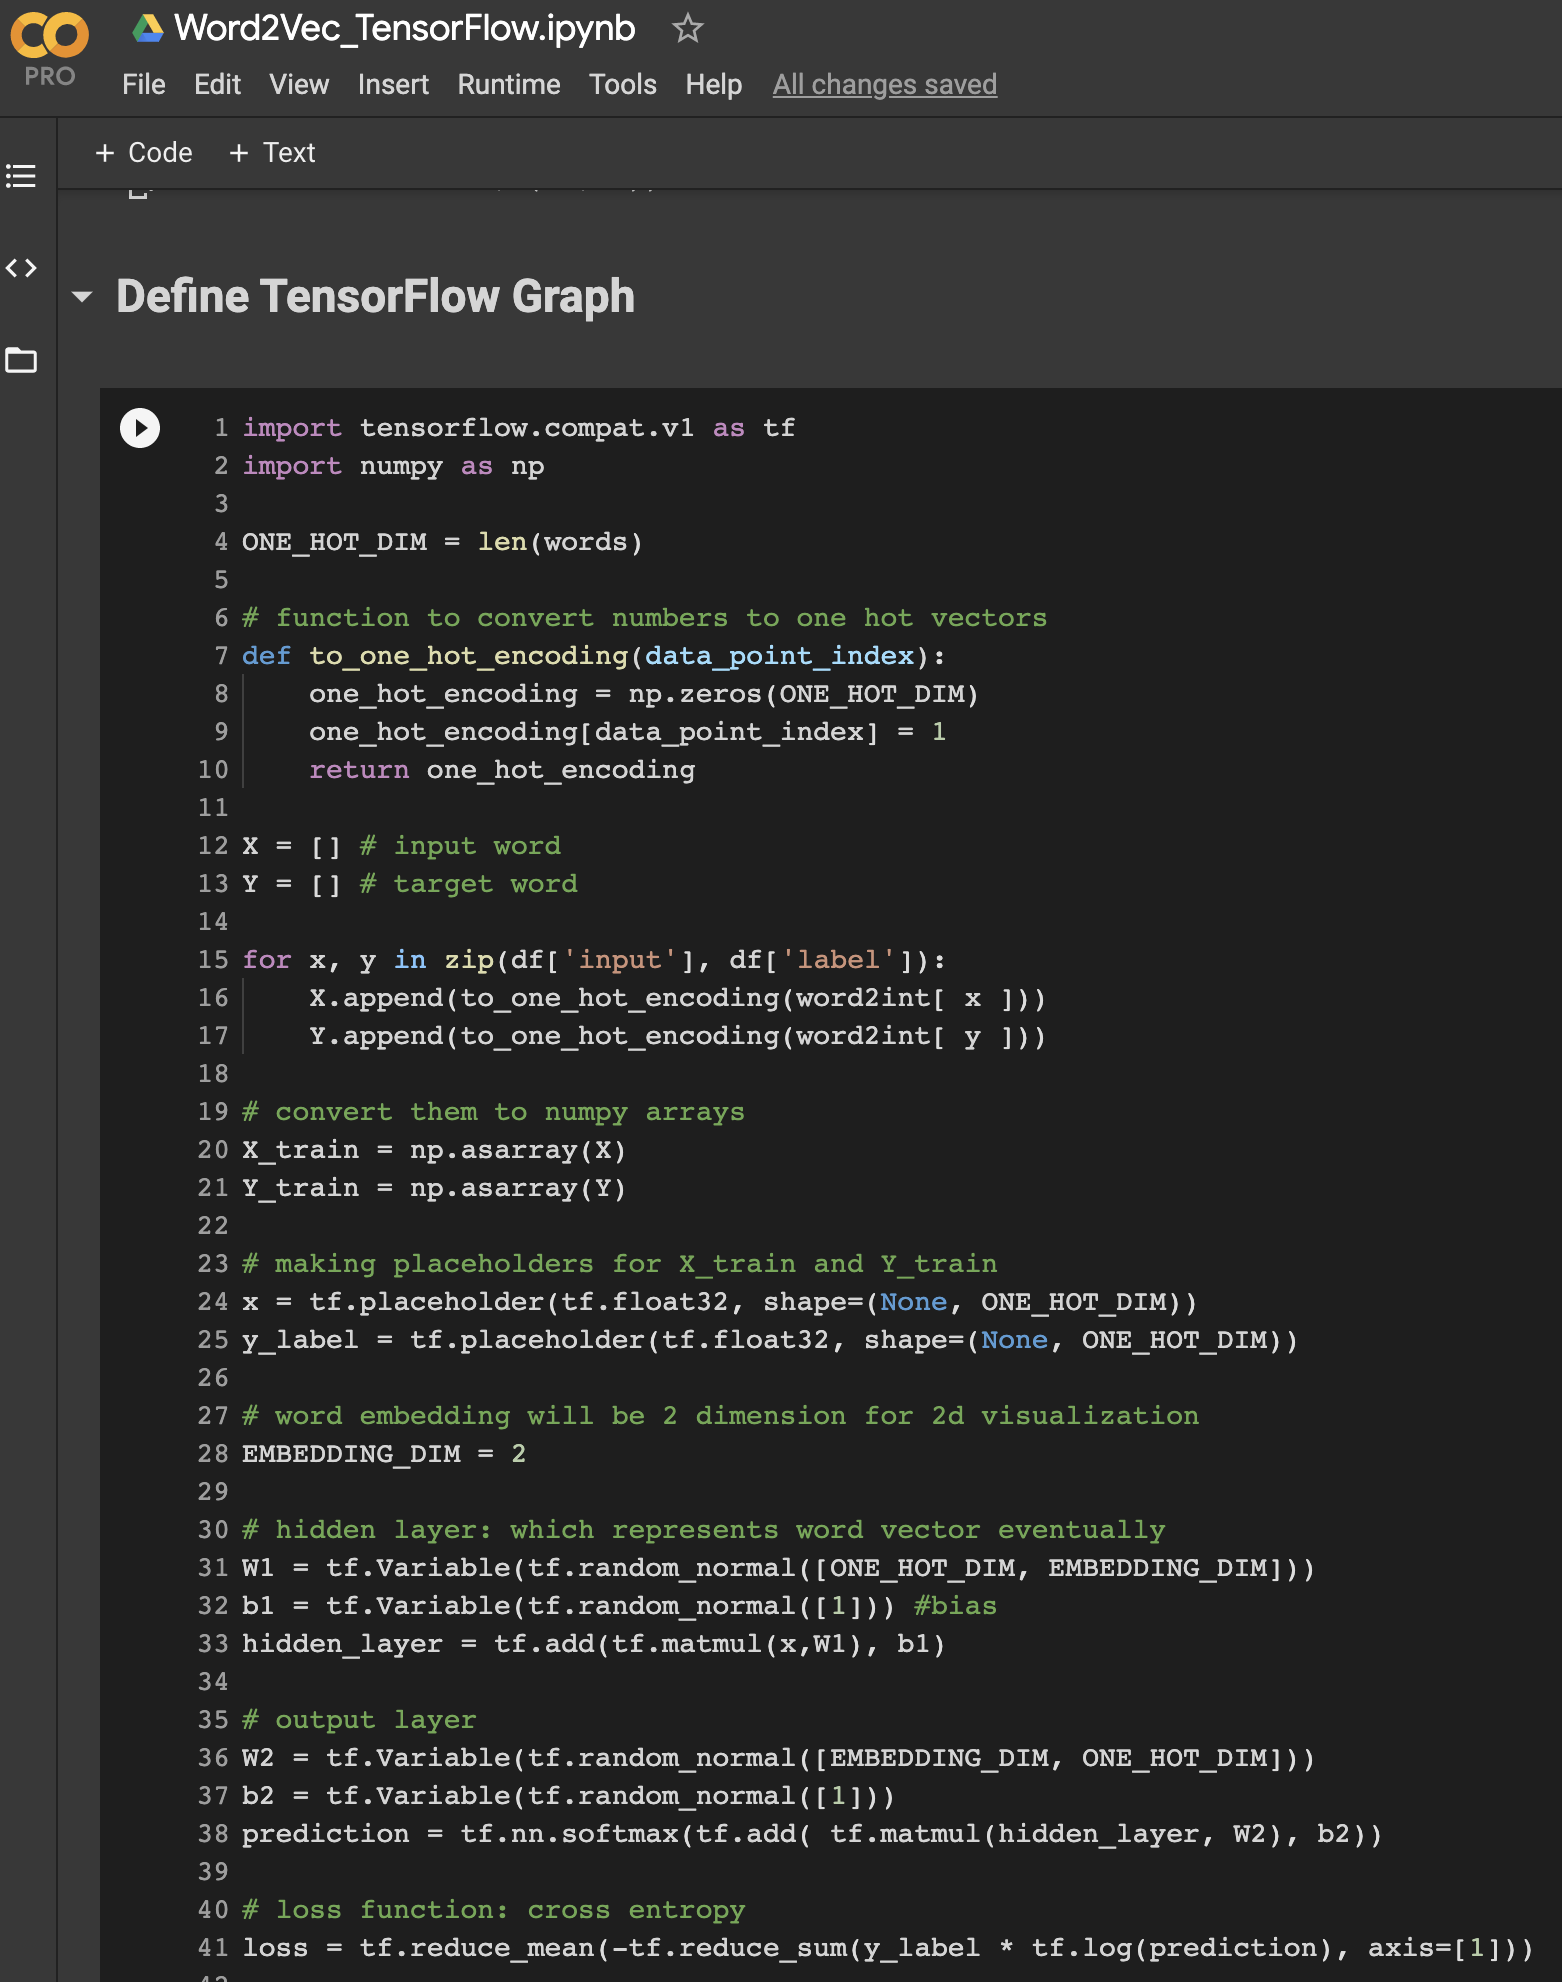 Word2Vec_TensorFlow.ipynb
PRO
File Edit View Insert Runtime Tools Help All changes saved
+ Code + Text
Define TensorFlow Graph
1 import tensorflow.compat.v1 as tf
2 import numpy as np
3
4 ONE_HOT_DIM = len(words)
5
6 # function to convert numbers to one hot vectors
7 def to_one_hot_encoding(data_point_index):
8     one_hot_encoding = np.zeros(ONE_HOT_DIM)
9     one_hot_encoding[data_point_index] = 1
10     return one_hot_encoding
11
12 X = [] # input word
13 Y = [] # target word
14
15 for x, y in zip(df['input'], df['label']):
16     X.append(to_one_hot_encoding(word2int[ x ]))
17     Y.append(to_one_hot_encoding(word2int[ y ]))
18
19 # convert them to numpy arrays
20 X_train = np.asarray(X)
21 Y_train = np.asarray(Y)
22
23 # making placeholders for X_train and Y_train
24 x = tf.placeholder(tf.float32, shape=(None, ONE_HOT_DIM))
25 y_label = tf.placeholder(tf.float32, shape=(None, ONE_HOT_DIM))
26
27 # word embedding will be 2 dimension for 2d visualization
28 EMBEDDING_DIM = 2
29
30 # hidden layer: which represents word vector eventually
31 W1 = tf.Variable(tf.random_normal([ONE_HOT_DIM, EMBEDDING_DIM]))
32 b1 = tf.Variable(tf.random_normal([1])) #bias
33 hidden_layer = tf.add(tf.matmul(x,W1), b1)
34
35 # output layer
36 W2 = tf.Variable(tf.random_normal([EMBEDDING_DIM, ONE_HOT_DIM]))
37 b2 = tf.Variable(tf.random_normal([1]))
38 prediction = tf.nn.softmax(tf.add( tf.matmul(hidden_layer, W2), b2))
39
40 # loss function: cross entropy
41 loss = tf.reduce_mean(-tf.reduce_sum(y_label * tf.log(prediction), axis=[1]))